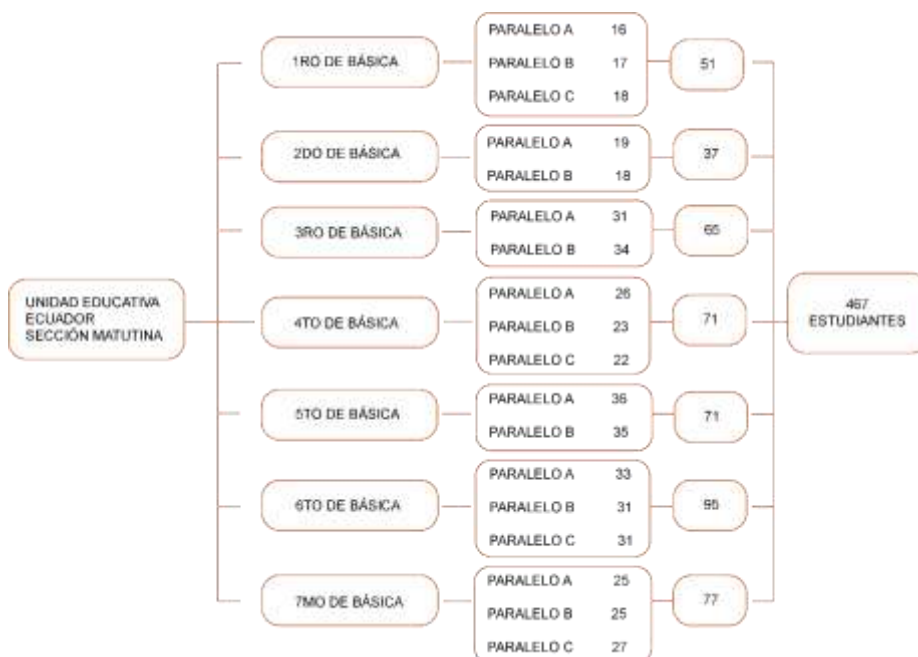 UNIDAD EDUCATIVA
ECUADOR
SECCIÓN MATUTINA
1RO DE BÁSICA
PARALELO A 16
PARALELO B 17
PARALELO C 18
51
2DO DE BÁSICA
PARALELO A 19
PARALELO B 18
37
3RO DE BÁSICA
PARALELO A 31
PARALELO B 34
65
4TO DE BÁSICA
PARALELO A 26
PARALELO B 23
PARALELO C 22
71
5TO DE BÁSICA
PARALELO A 36
PARALELO B 35
71
6TO DE BÁSICA
PARALELO A 33
PARALELO B 31
PARALELO C 31
95
7MO DE BÁSICA
PARALELO A 25
PARALELO B 25
PARALELO C 27
77
467
ESTUDIANTES